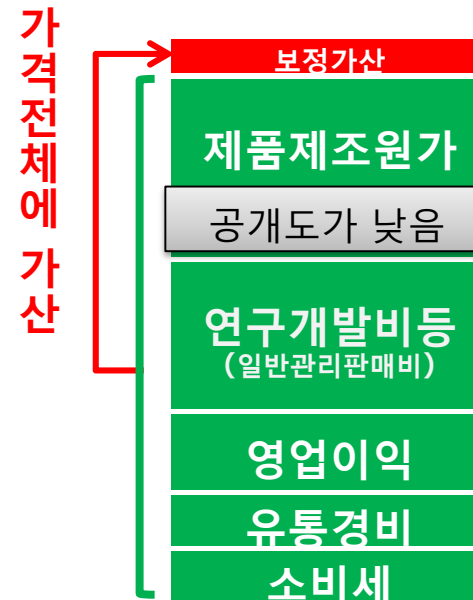 가격전체에 가산
보정가산
제품제조원가
공개도가 낮음
연구개발비등
(일반관리판매비)
영업이익
유통경비
소비세